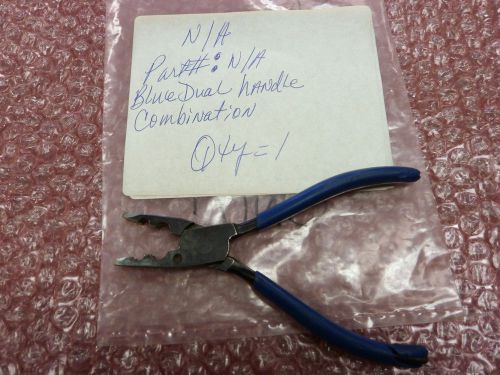 N/A
Part#: N/A
Blue Dual Handle
Combination
Qty = 1